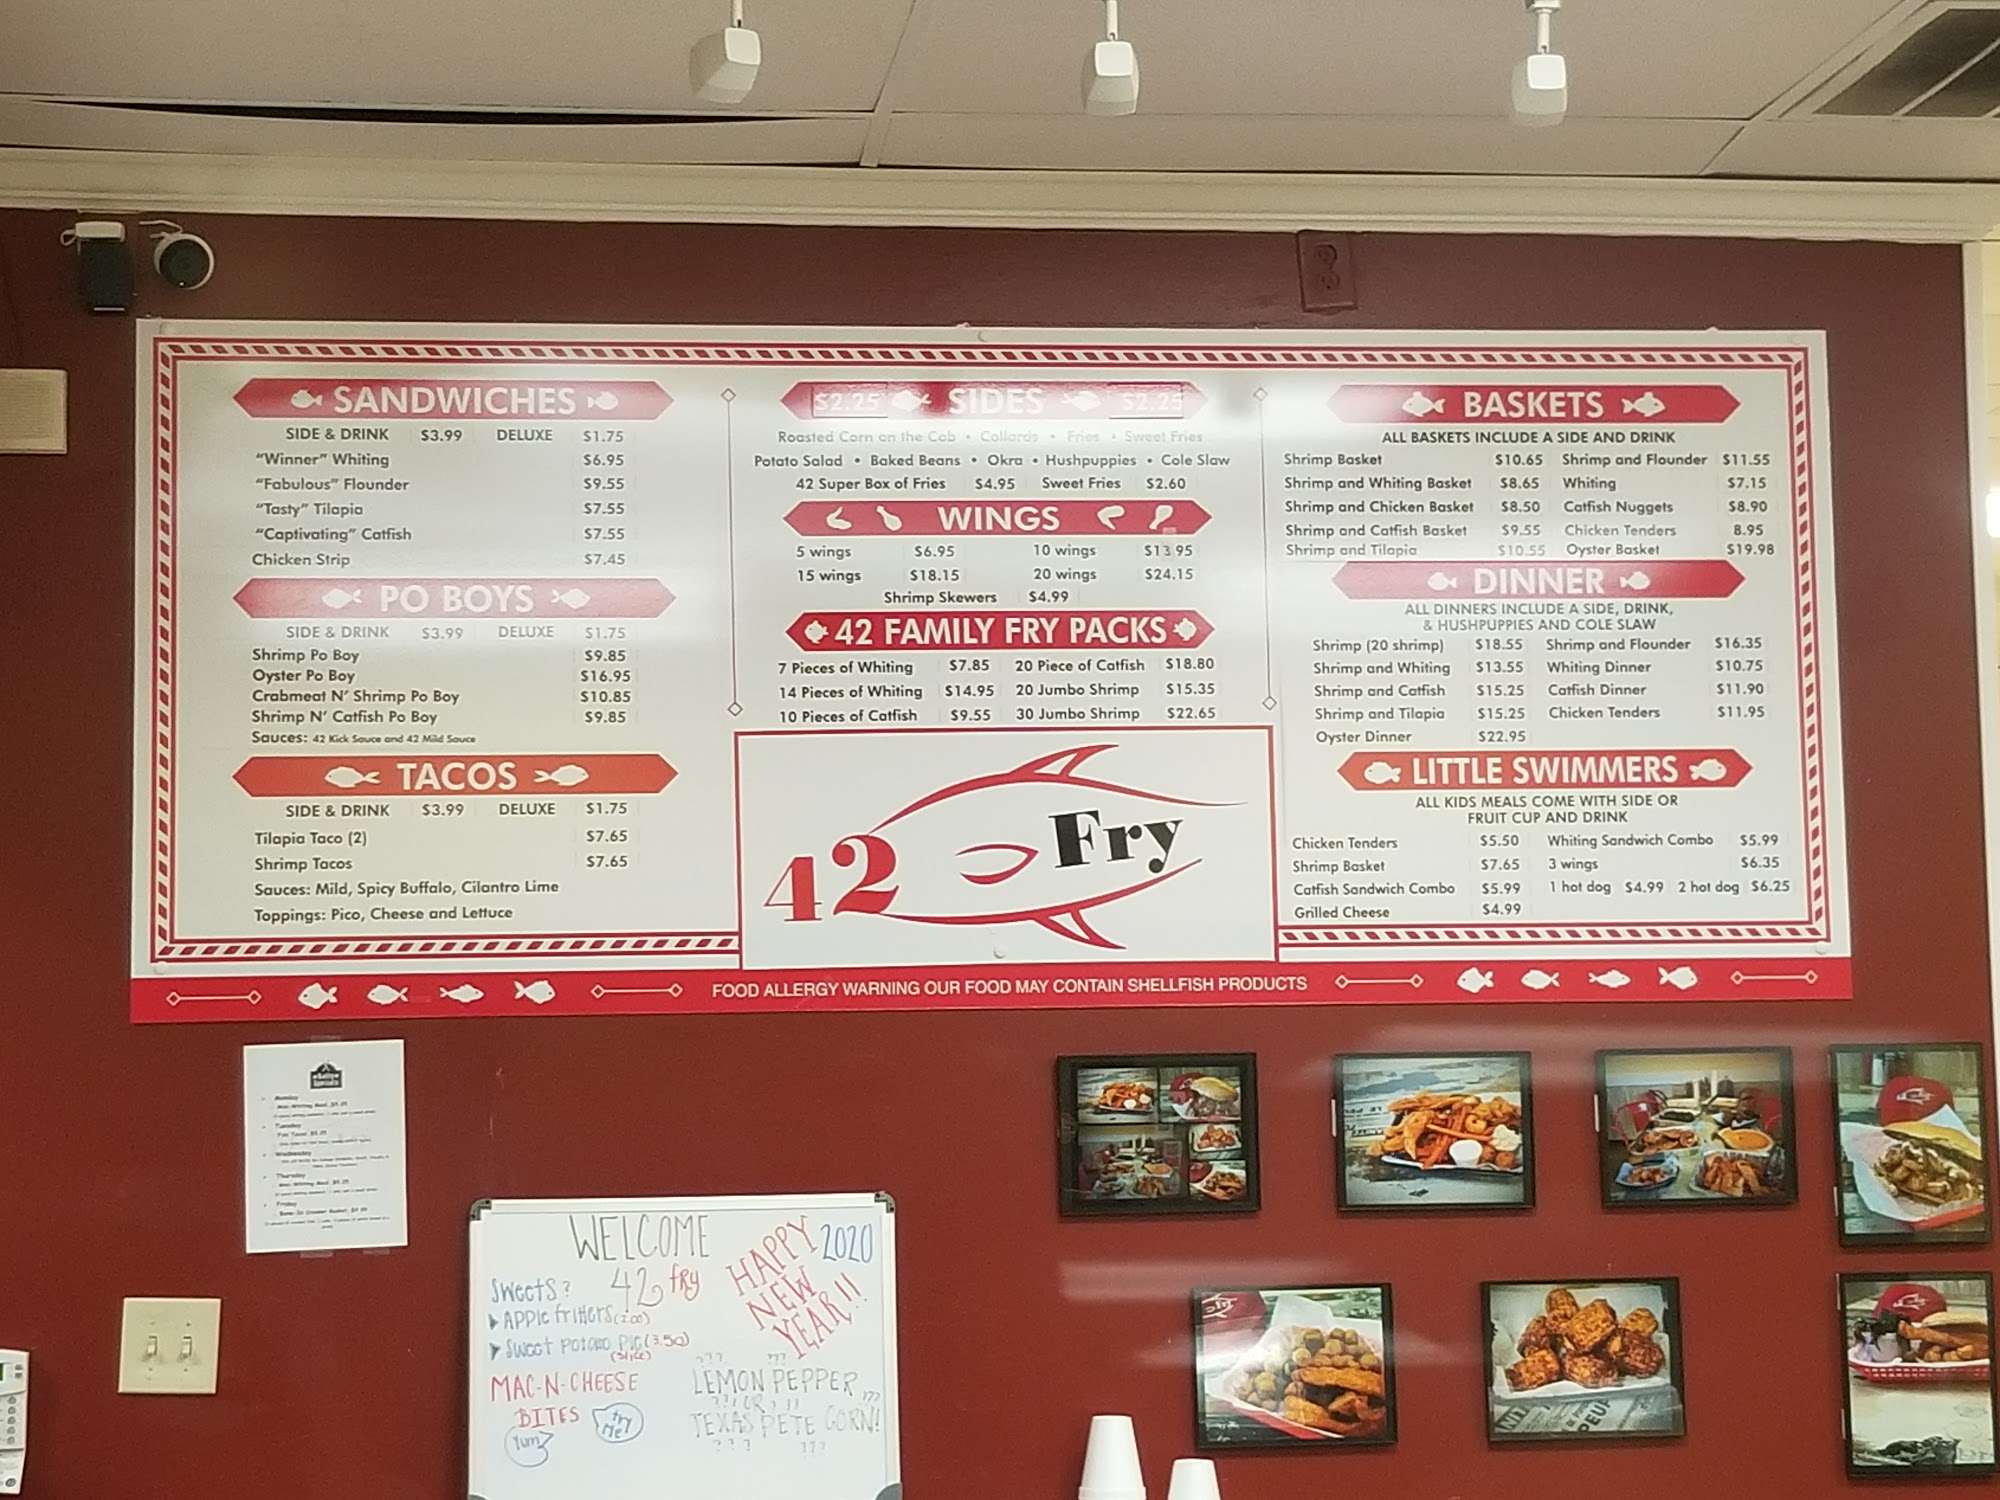 SANDWICHES
SIDE & DRINK $3.99 DELUXE $1.75
"Winner" Whiting $6.95
"Fabulous" Flounder $9.55
"Tasty" Tilapia $7.55
"Captivating" Catfish $7.55
Chicken Strip $7.45
PO BOYS
SIDE & DRINK $3.99 DELUXE $1.75
Shrimp Po Boy $9.85
Oyster Po Boy $16.95
Crabmeat N' Shrimp Po Boy $10.85
Shrimp N' Catfish Po Boy $9.85
Sauces: 42 Kick Sauce and 42 Mild Sauce
TACOS
SIDE & DRINK $3.99 DELUXE $1.75
Tilapia Taco (2) $7.65
Shrimp Tacos $7.65
Sauces: Mild, Spicy Buffalo, Cilantro Lime
Toppings: Pico, Cheese and Lettuce
$2.25 SIDES $2.25
Roasted Corn on the Cob • Collards • Fries • Sweet Fries
Potato Salad • Baked Beans • Okra • Hushpuppies • Cole Slaw
42 Super Box of Fries $4.95 Sweet Fries $2.60
WINGS
5 wings $6.95 10 wings $13.95
15 wings $18.15 20 wings $24.15
Shrimp Skewers $4.99
42 FAMILY FRY PACKS
7 Pieces of Whiting $7.85 20 Piece of Catfish $18.80
14 Pieces of Whiting $14.95 20 Jumbo Shrimp $15.35
10 Pieces of Catfish $9.55 30 Jumbo Shrimp $22.65
42 Fry
BASKETS
ALL BASKETS INCLUDE A SIDE AND DRINK
Shrimp Basket $10.65 Shrimp and Flounder $11.55
Shrimp and Whiting Basket $8.65 Whiting $7.15
Shrimp and Chicken Basket $8.50 Catfish Nuggets $8.90
Shrimp and Catfish Basket $9.55 Chicken Tenders 8.95
Shrimp and Tilapia $10.55 Oyster Basket $19.98
DINNER
ALL DINNERS INCLUDE A SIDE, DRINK,
& HUSHPUPPIES AND COLE SLAW
Shrimp (20 shrimp) $18.55 Shrimp and Flounder $16.35
Shrimp and Whiting $13.55 Whiting Dinner $10.75
Shrimp and Catfish $15.25 Catfish Dinner $11.90
Shrimp and Tilapia $15.25 Chicken Tenders $11.95
Oyster Dinner $22.95
LITTLE SWIMMERS
ALL KIDS MEALS COME WITH SIDE OR
FRUIT CUP AND DRINK
Chicken Tenders $5.50 Whiting Sandwich Combo $5.99
Shrimp Basket $7.65 3 wings $6.35
Catfish Sandwich Combo $5.99 1 hot dog $4.99 2 hot dog $6.25
Grilled Cheese $4.99
FOOD ALLERGY WARNING OUR FOOD MAY CONTAIN SHELLFISH PRODUCTS
Monday
Tuesday
Wednesday
Thursday
Friday
WELCOME
42 fry
HAPPY 2020
NEW
YEAR!!
Sweets?
Apple fritters (2.00)
Sweet potato pie (3.50)
(slice)
MAC-N-CHEESE
BITES
Yum
try me!
??? ???
LEMON PEPPER
??? OR ? !! ???
TEXAS PETE CORN!
??? ???